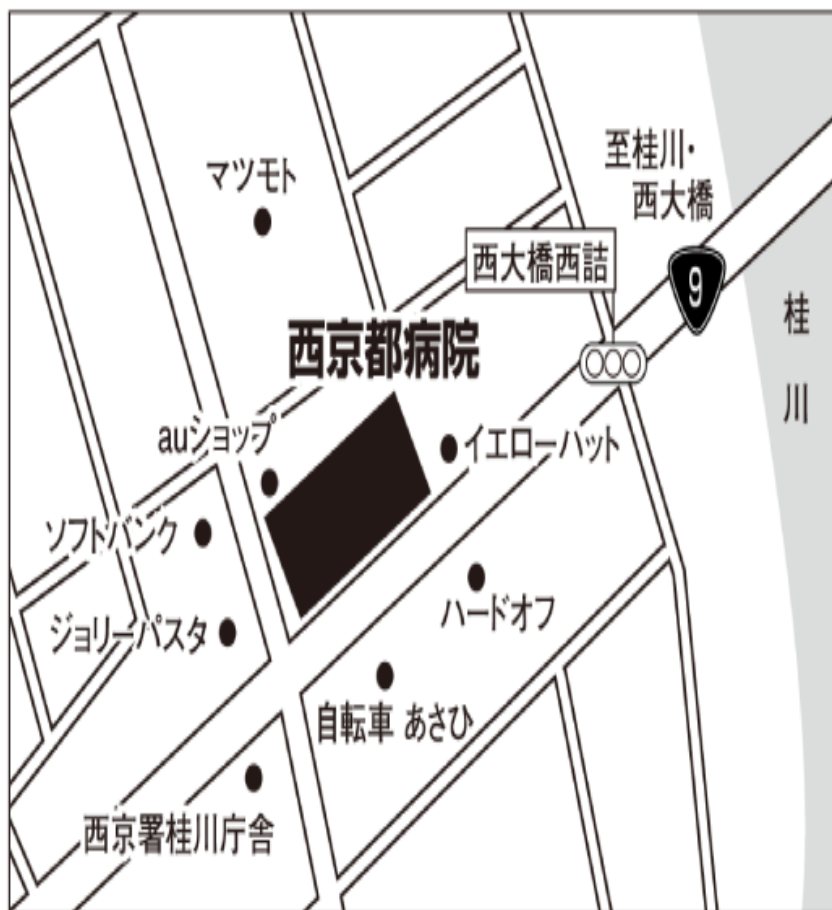 マツモト
至桂川・
西大橋
西大橋西詰
9
桂川
西京都病院
auショップ
イエローハット
ソフトバンク
ハードオフ
ジョリーパスタ
自転車 あさひ
西京署桂川庁舎